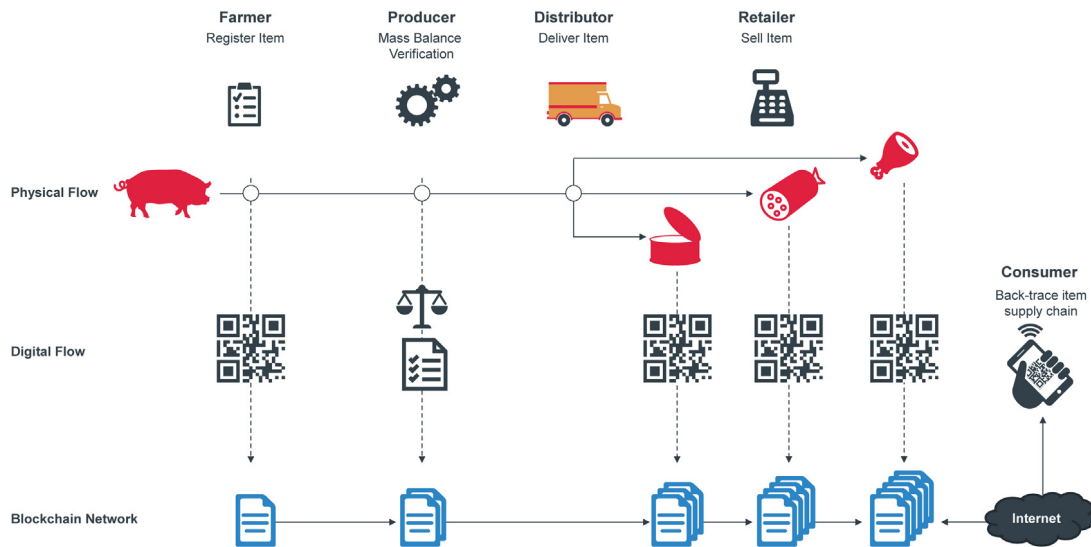 Farmer
Register Item
Producer
Mass Balance
Verification
Distributor
Deliver Item
Retailer
Sell Item
Physical Flow
Consumer
Back-trace item
supply chain
Digital Flow
Blockchain Network
Internet